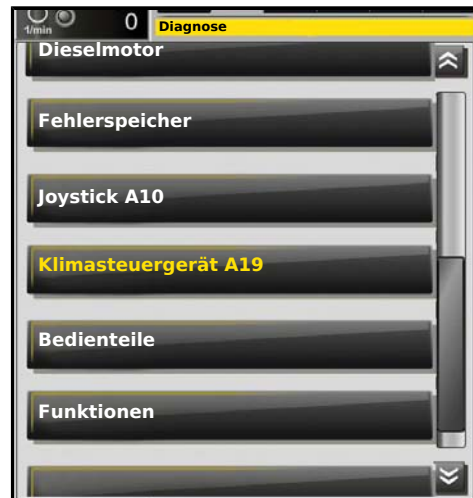 1/min
0
Diagnose
Dieselmotor
Fehlerspeicher
Joystick A10
Klimasteuergerät A19
Bedienteile
Funktionen